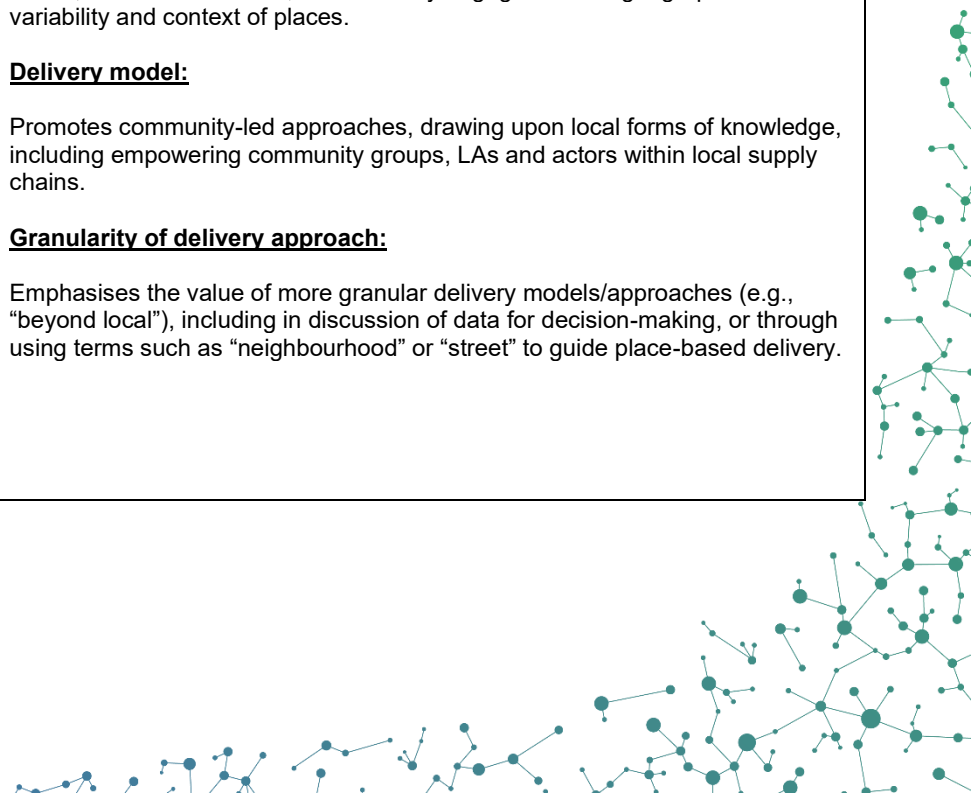 variability and context of places.
Delivery model:
Promotes community-led approaches, drawing upon local forms of knowledge,
including empowering community groups, LAs and actors within local supply
chains.
Granularity of delivery approach:
Emphasises the value of more granular delivery models/approaches (e.g.,
“beyond local”), including in discussion of data for decision-making, or through
using terms such as “neighbourhood” or “street” to guide place-based delivery.